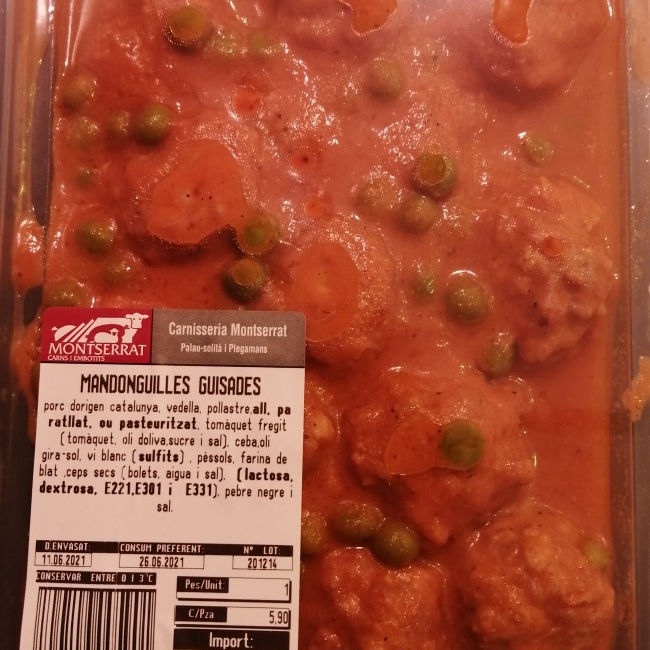 MONTSERRAT
CARNS I EMBOTITS
Carnisseria Montserrat
Palau-solità i Plegamans
MANDONGUILLES GUISADES
porc dorigen catalunya, vedella, pollastre,all, pa
ratllat, ou pasteuritzat, tomàquet fregit
(tomàquet, oli doliva,sucre i sal), ceba,oli
gira-sol, vi blanc (sulfits) , pèssols, farina de
blat ,ceps secs (bolets, aigua i sal), (lactosa,
dextrosa, E221,E301 i E331), pebre negre i
sal.
D.ENVASAT: CONSUM PREFERENT: Nº LOT:
11.06.2021 26.06.2021 201214
CONSERVAR ENTRE 0 I 3°C
Pes/Unit: 1
C/Pza 5.90
Import: